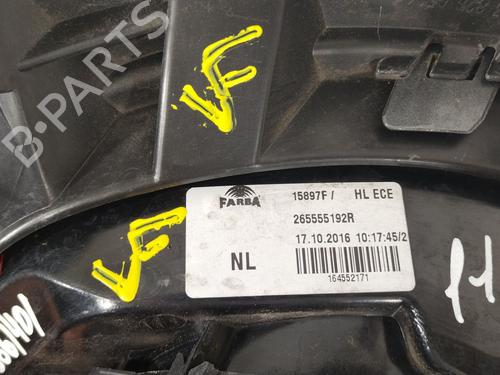 B-PARTS
VF
VF
FARBA
15897F / HL ECE
265555192R
17.10.2016 10:17:45/2
NL
164552171